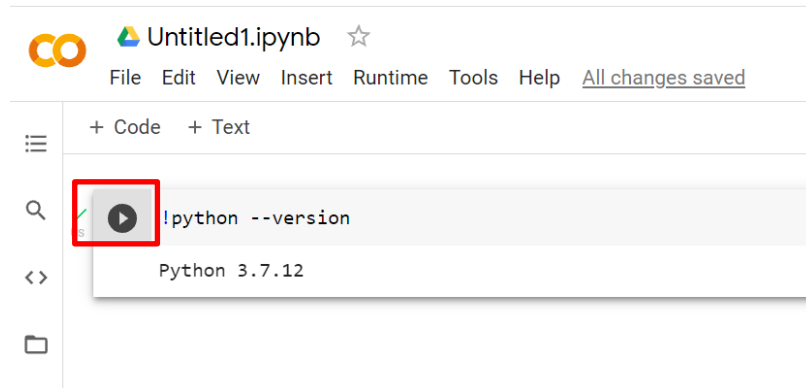 Untitled1.ipynb
File Edit View Insert Runtime Tools Help All changes saved
+ Code + Text
!python --version
Python 3.7.12